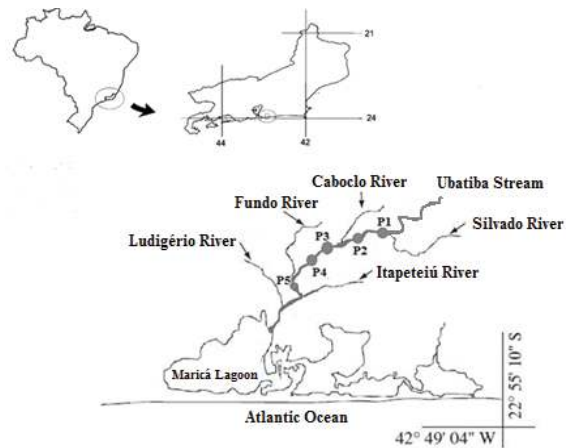 21
24
44
42
Ubatiba Stream
Caboclo River
P1
Fundo River
Silvado River
P3
P2
Ludigério River
P4
Itapeteiú River
P5
Maricá Lagoon
Atlantic Ocean
22° 55' 10" S
42° 49' 04" W